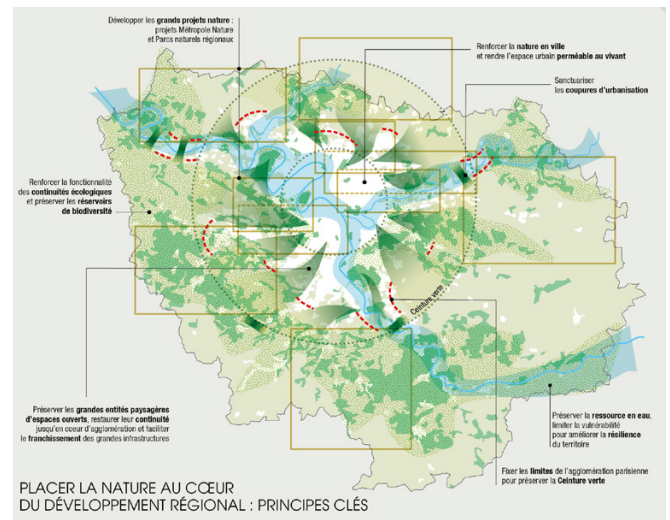 Développer les grands projets nature :
projets Métropole Nature
et Parcs naturels régionaux
Renforcer la nature en ville
et rendre l'espace urbain perméable au vivant
Sanctuariser
les coupures d'urbanisation
Renforcer la fonctionnalité
des continuités écologiques
et préserver les réservoirs
de biodiversité
Ceinture verte
Préserver les grandes entités paysagères
d'espaces ouverts, restaurer leur continuité
jusqu'en coeur d'agglomération et faciliter
le franchissement des grandes infrastructures
Préserver la ressource en eau,
limiter la vulnérabilité
pour améliorer la résilience
du territoire
Fixer les limites de l'agglomération parisienne
pour préserver la Ceinture verte
PLACER LA NATURE AU CŒUR
DU DÉVELOPPEMENT RÉGIONAL : PRINCIPES CLÉS